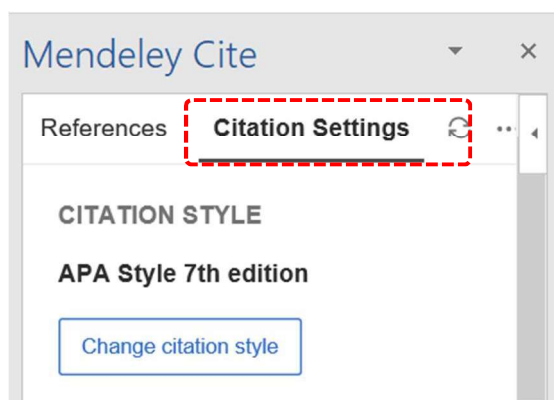 Mendeley Cite
References Citation Settings
CITATION STYLE
APA Style 7th edition
Change citation style